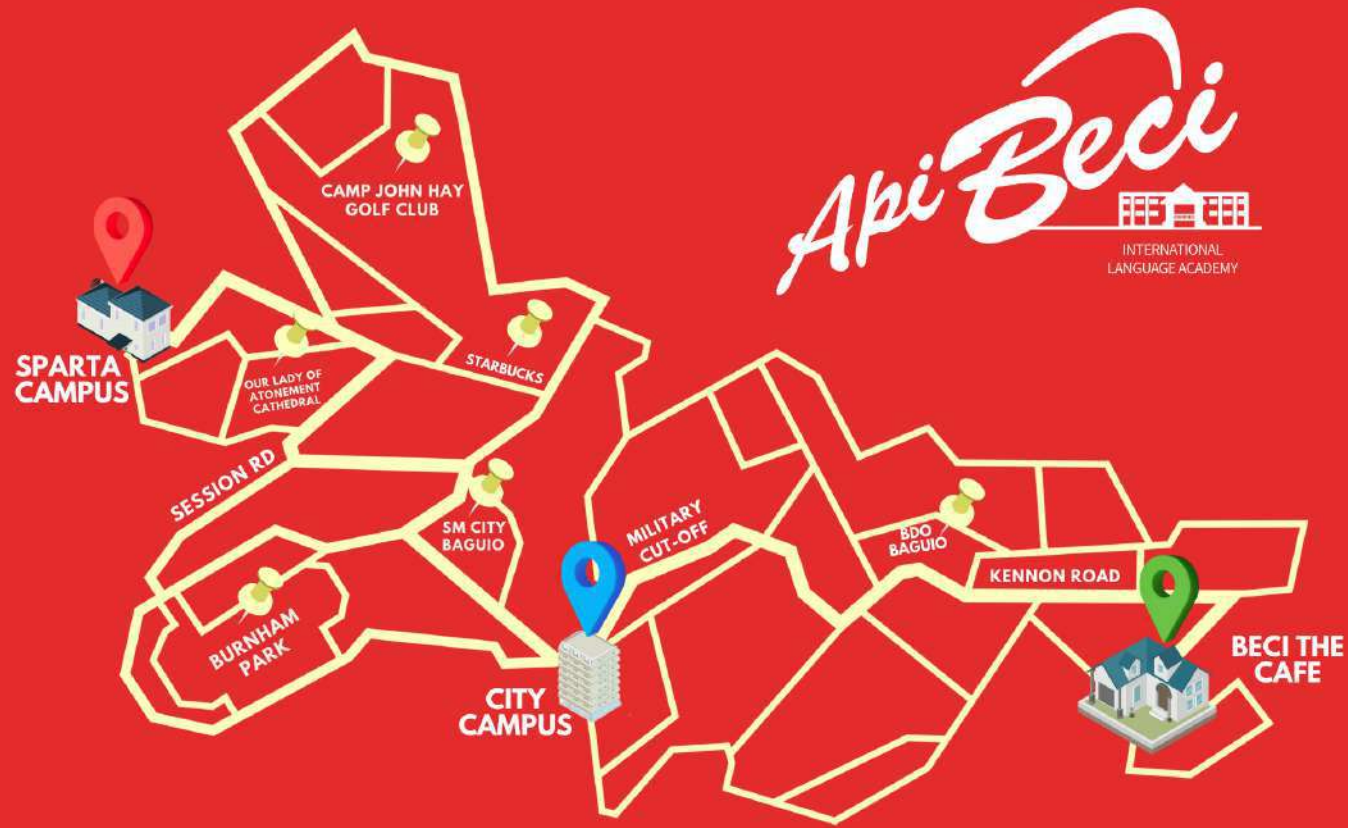 Api Beci
INTERNATIONAL
LANGUAGE ACADEMY
CAMP JOHN HAY
GOLF CLUB
SPARTA
CAMPUS
OUR LADY OF
ATONEMENT
CATHEDRAL
STARBUCKS
SESSION RD
SM CITY
BAGUIO
MILITARY
CUT-OFF
BDO
BAGUIO
KENNON ROAD
BURNHAM
PARK
CITY
CAMPUS
BECI THE
CAFE